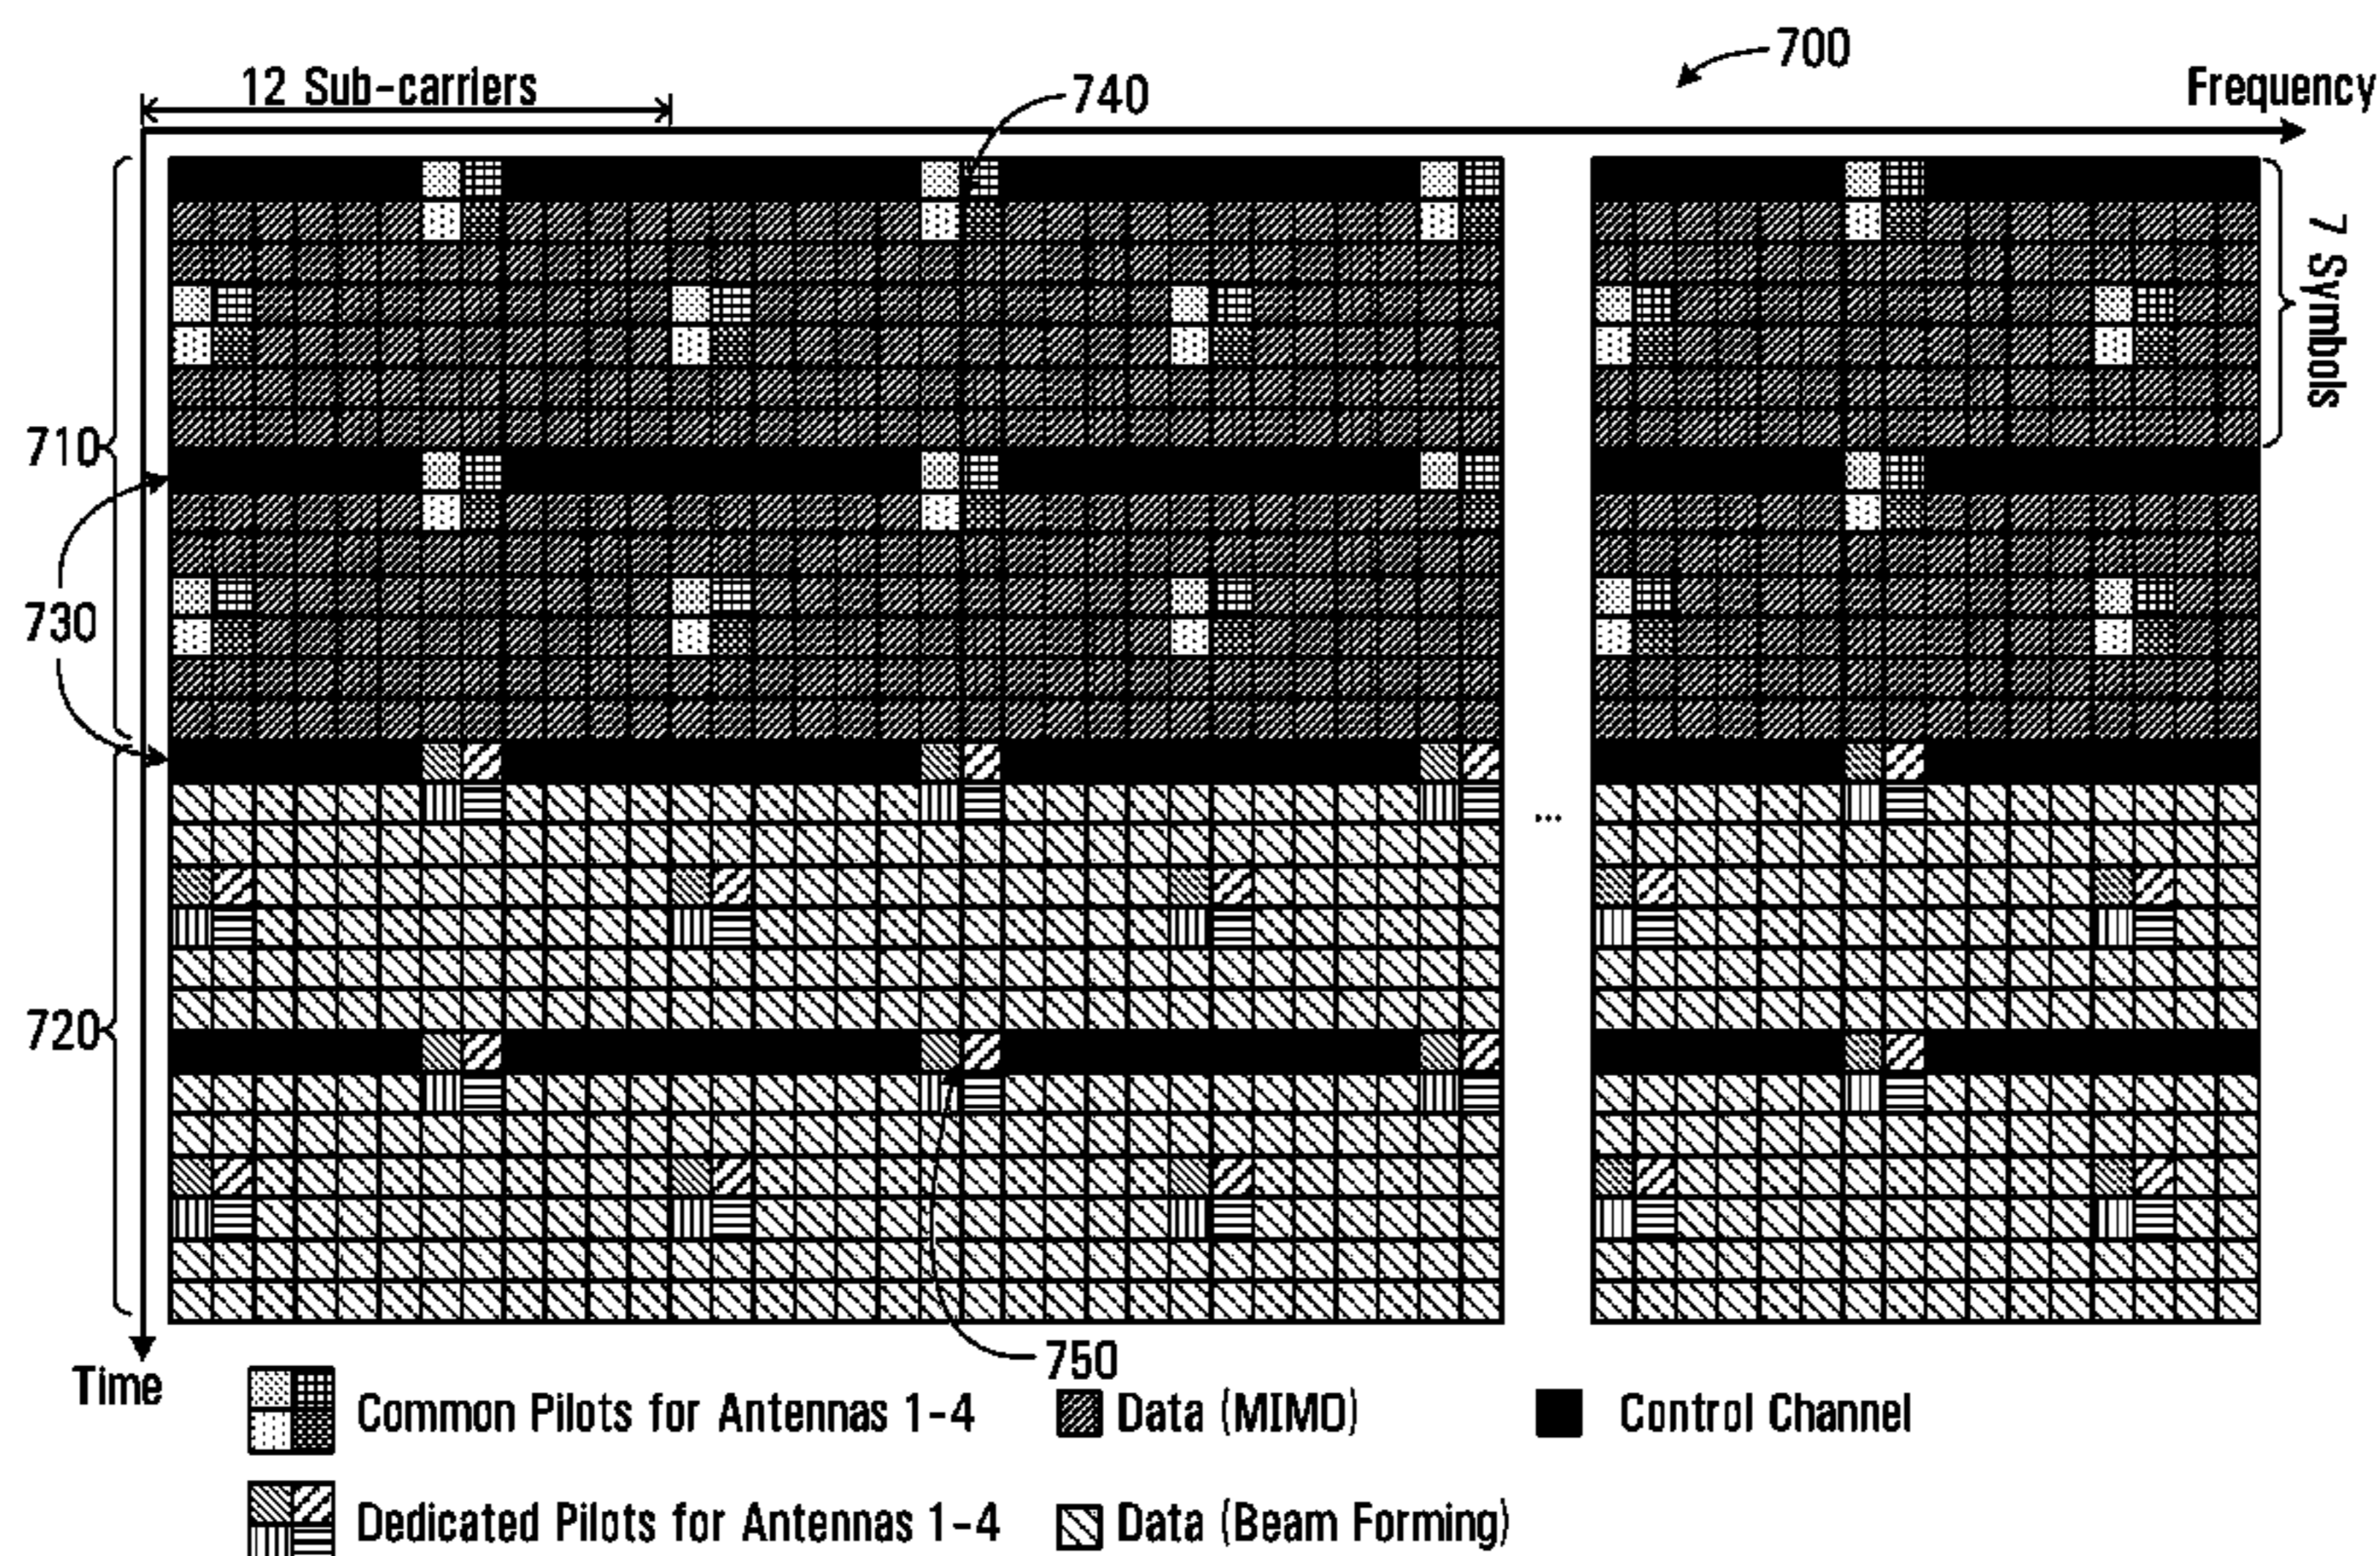 700
12 Sub-carriers
740
Frequency
7 Symbols
710
730
720
...
750
Time
Common Pilots for Antennas 1-4
Data (MIMO)
Control Channel
Dedicated Pilots for Antennas 1-4
Data (Beam Forming)